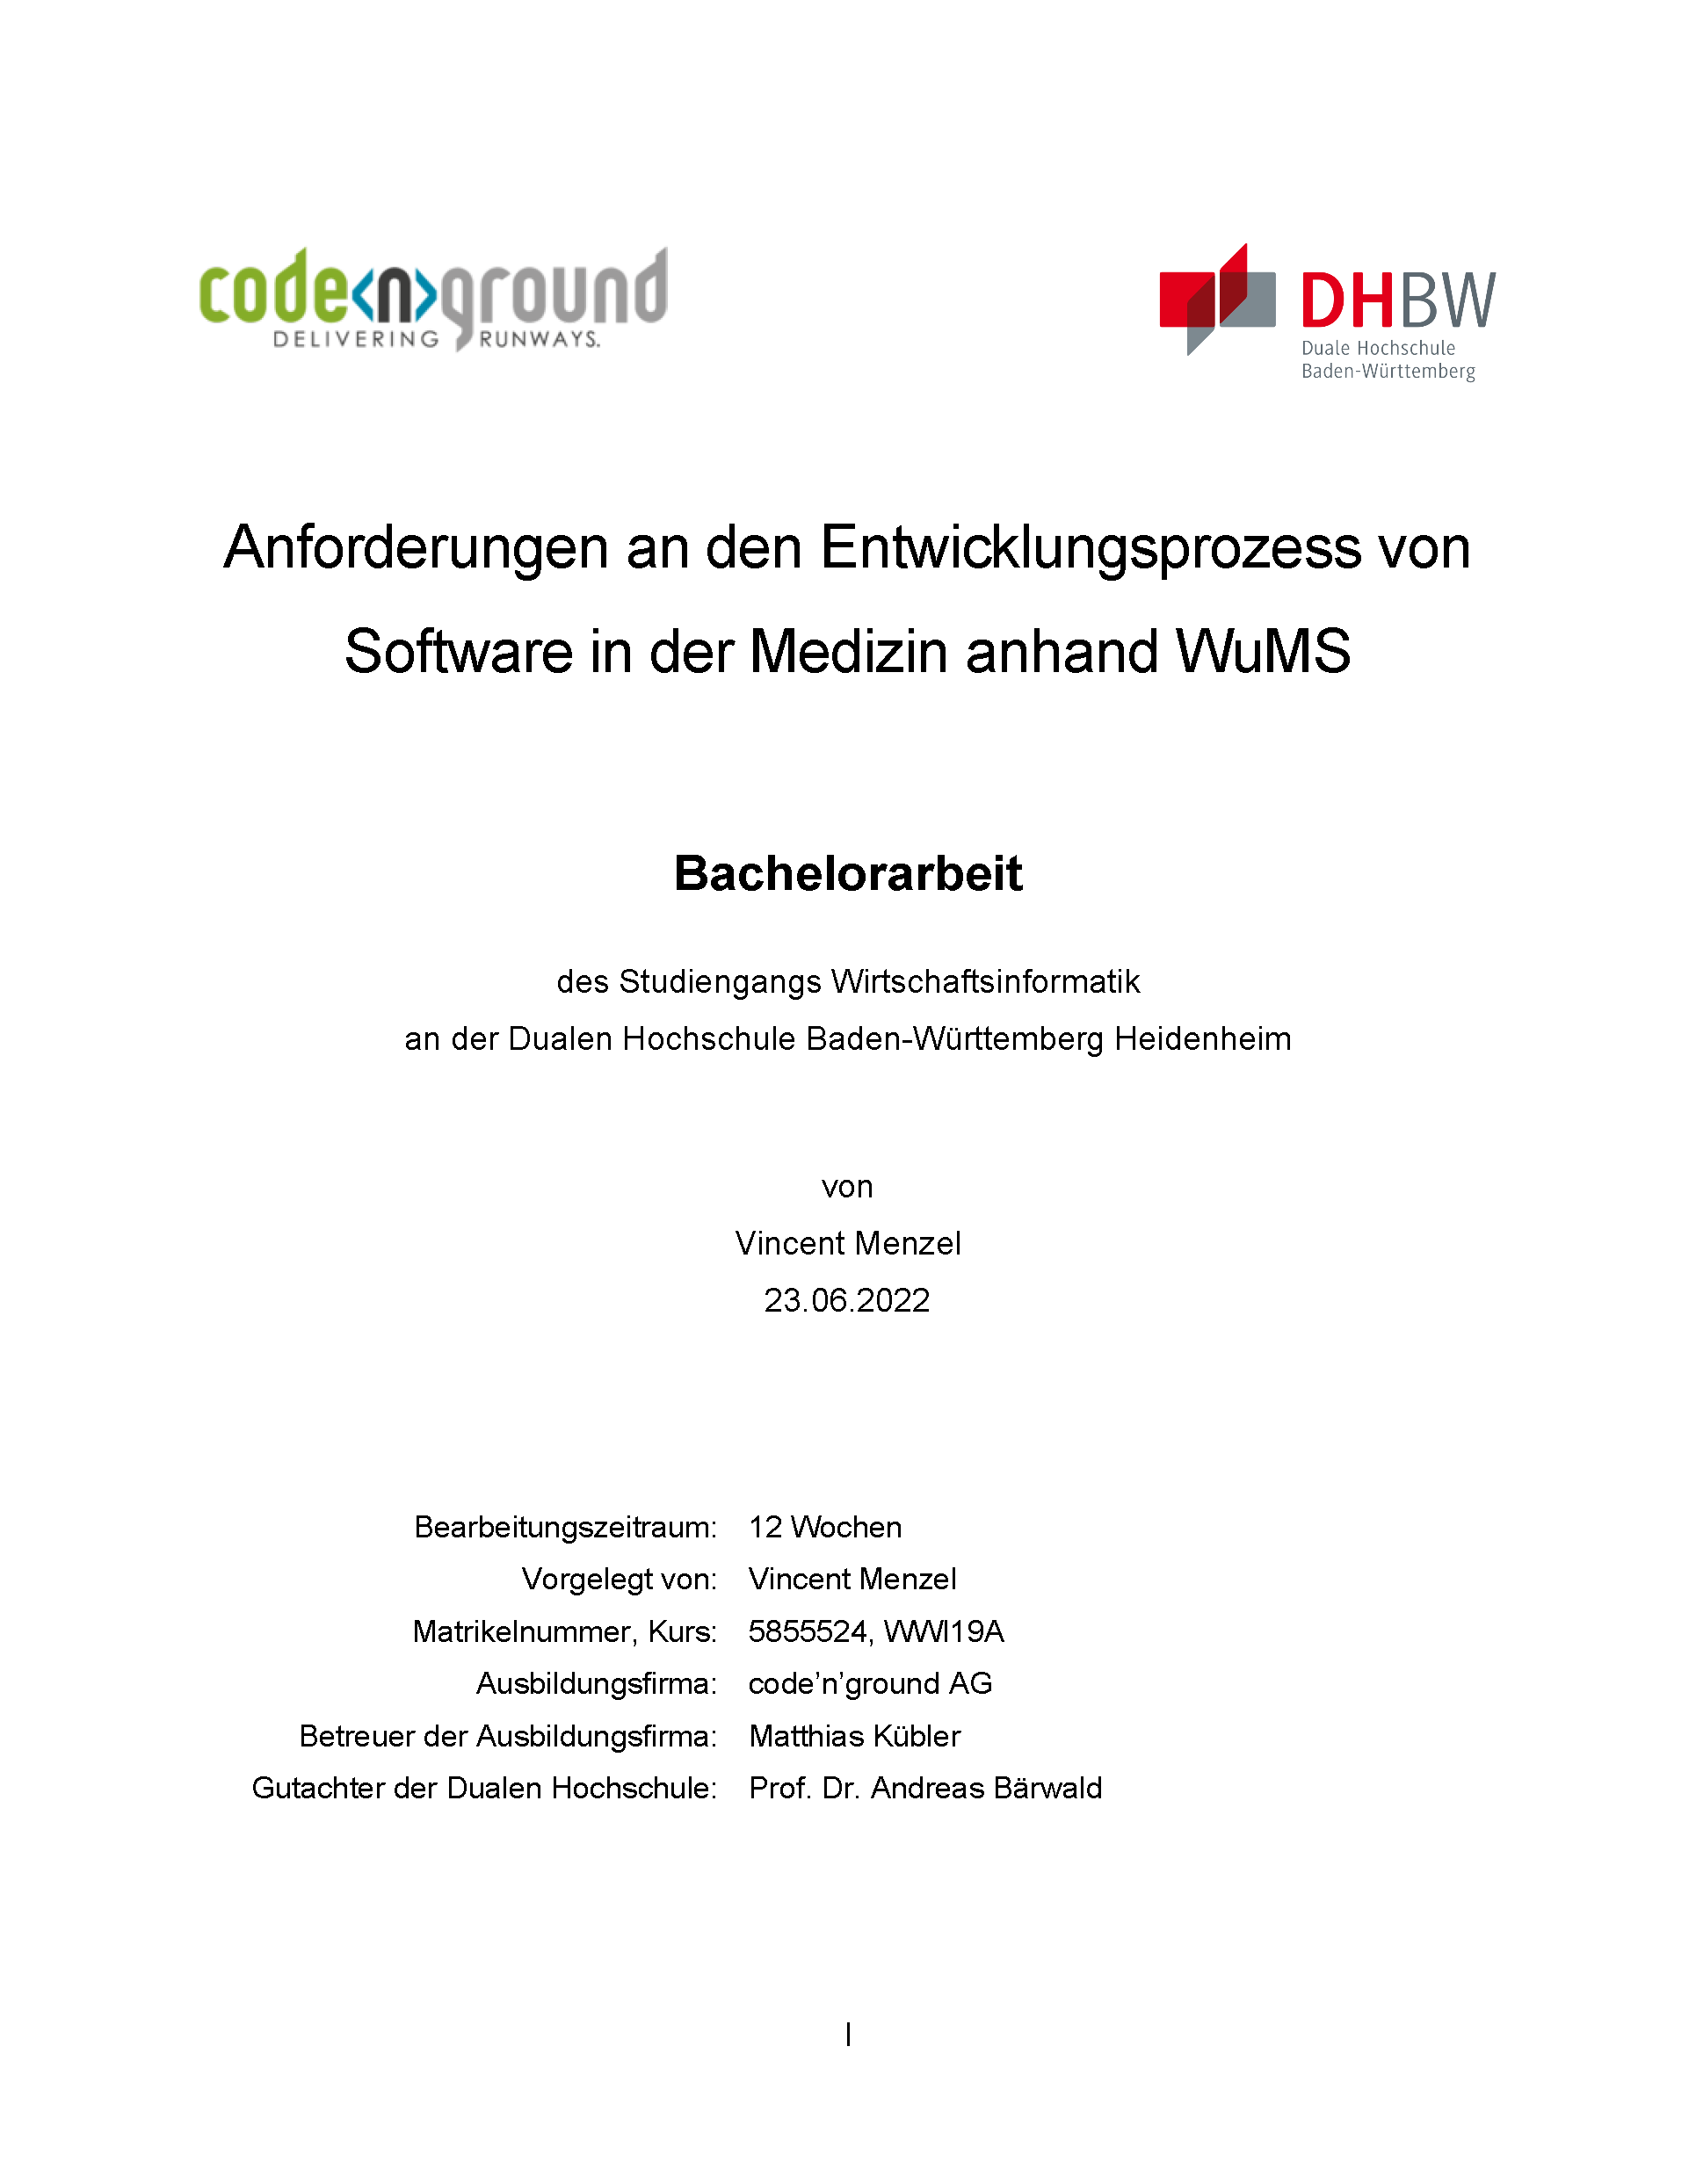 code<n>ground
DELIVERING RUNWAYS.
DHBW
Duale Hochschule
Baden-Württemberg
Anforderungen an den Entwicklungsprozess von
Software in der Medizin anhand WuMS
Bachelorarbeit
des Studiengangs Wirtschaftsinformatik
an der Dualen Hochschule Baden-Württemberg Heidenheim
von
Vincent Menzel
23.06.2022
Bearbeitungszeitraum: 12 Wochen
Vorgelegt von: Vincent Menzel
Matrikelnummer, Kurs: 5855524, WWI19A
Ausbildungsfirma: code’n’ground AG
Betreuer der Ausbildungsfirma: Matthias Kübler
Gutachter der Dualen Hochschule: Prof. Dr. Andreas Bärwald
I